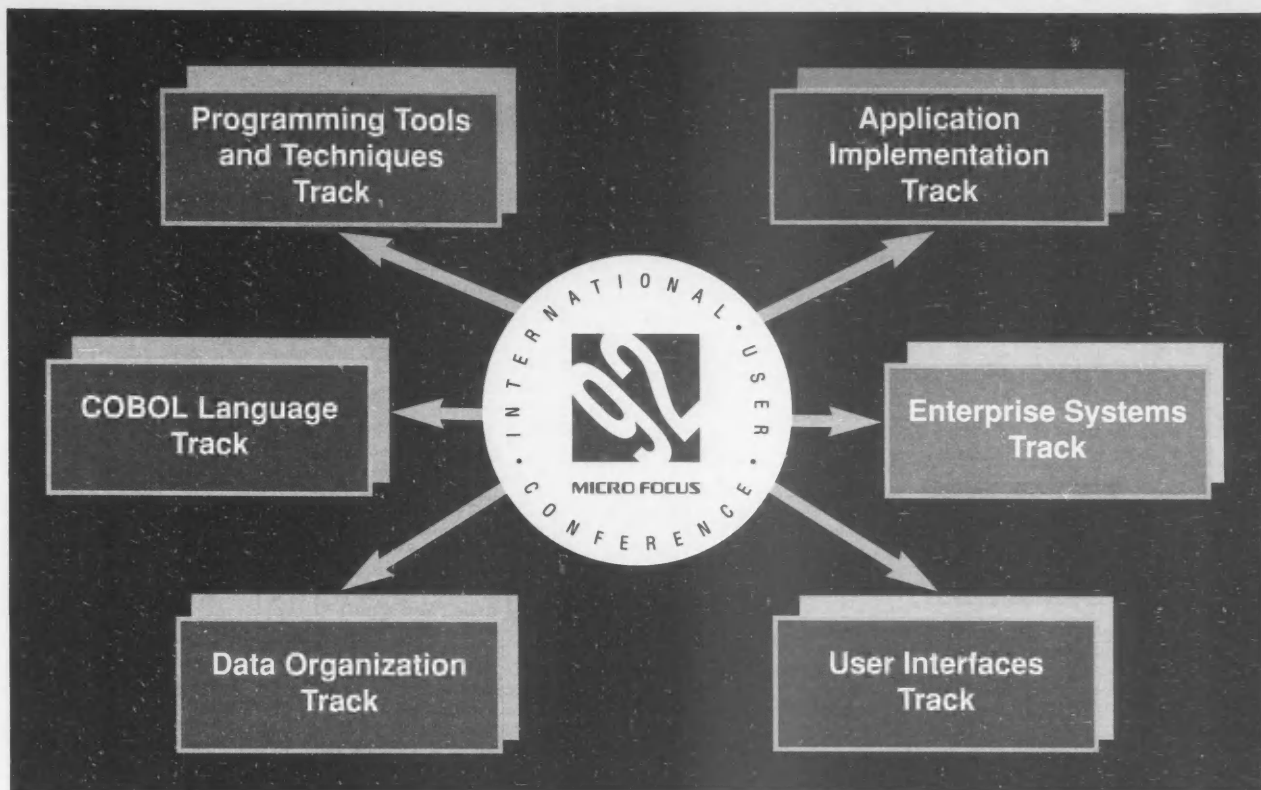 Programming Tools
and Techniques
Track
Application
Implementation
Track
INTERNATIONAL • USER • CONFERENCE •
92
MICRO FOCUS
COBOL Language
Track
Enterprise Systems
Track
Data Organization
Track
User Interfaces
Track